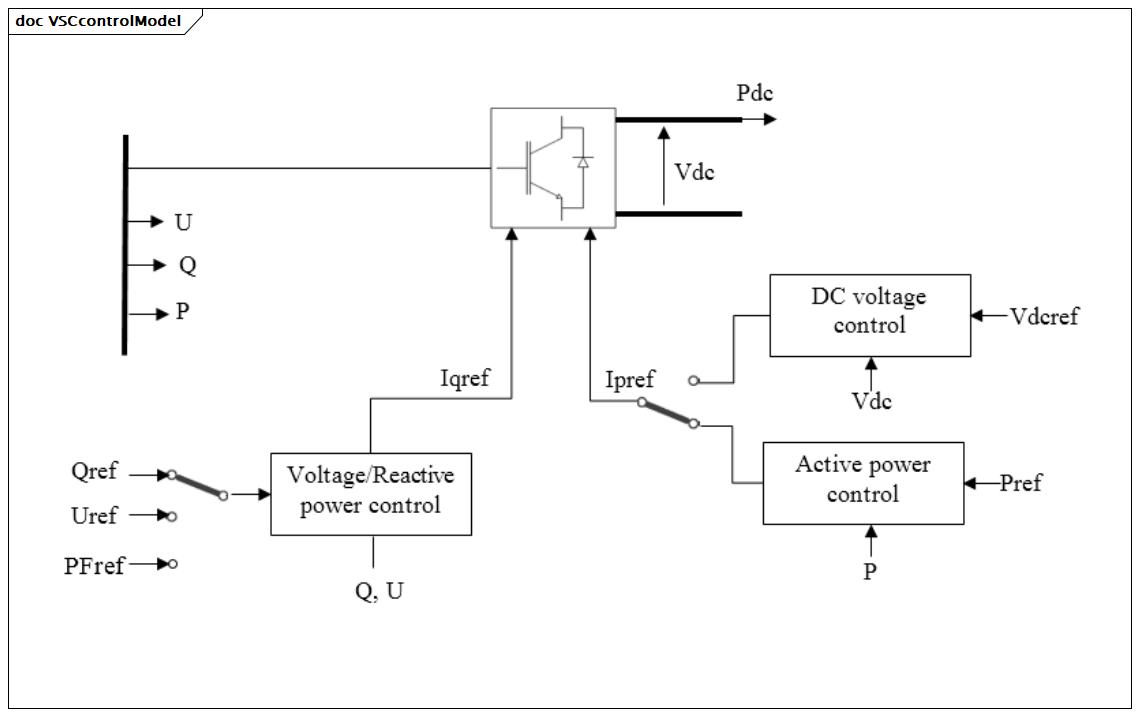 doc VSCcontrolModel
Pdc
Vdc
U
Q
P
DC voltage
control
Vdcref
Vdc
Iqref
Ipref
Active power
control
Pref
P
Qref
Uref
PFref
Voltage/Reactive
power control
Q, U